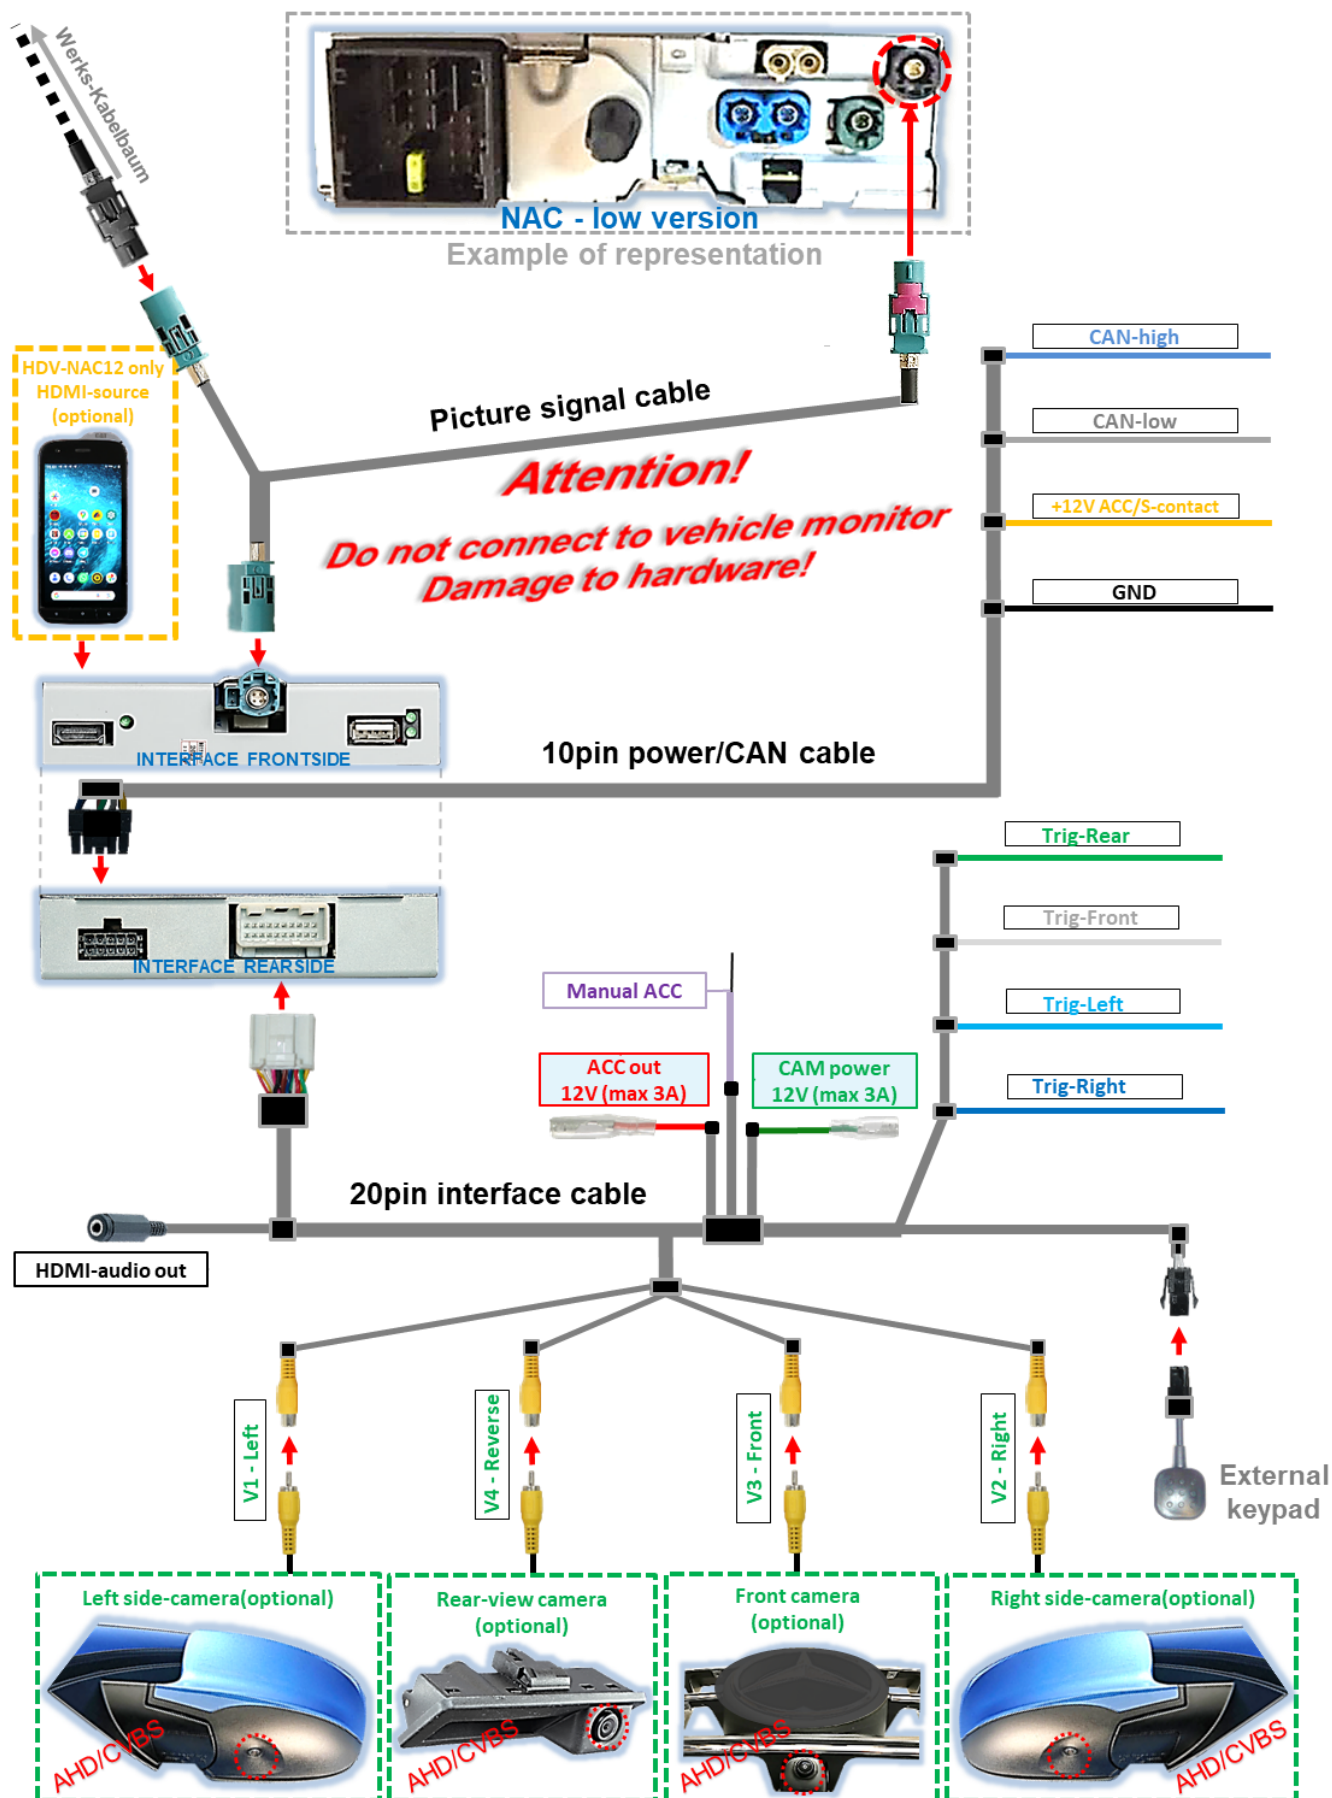 Werks-Kabelbaum
NAC - low version
Example of representation
HDV-NAC12 only
HDMI-source
(optional)
Picture signal cable
Attention!
Do not connect to vehicle monitor
Damage to hardware!
CAN-high
CAN-low
+12V ACC/S-contact
GND
INTERFACE FRONTSIDE
10pin power/CAN cable
INTERFACE REARSIDE
Trig-Rear
Trig-Front
Trig-Left
Trig-Right
Manual ACC
ACC out
12V (max 3A)
CAM power
12V (max 3A)
20pin interface cable
HDMI-audio out
V1 - Left
V4 - Reverse
V3 - Front
V2 - Right
External
keypad
Left side-camera(optional)
AHD/CVBS
Rear-view camera
(optional)
AHD/CVBS
Front camera
(optional)
AHD/CVBS
Right side-camera(optional)
AHD/CVBS